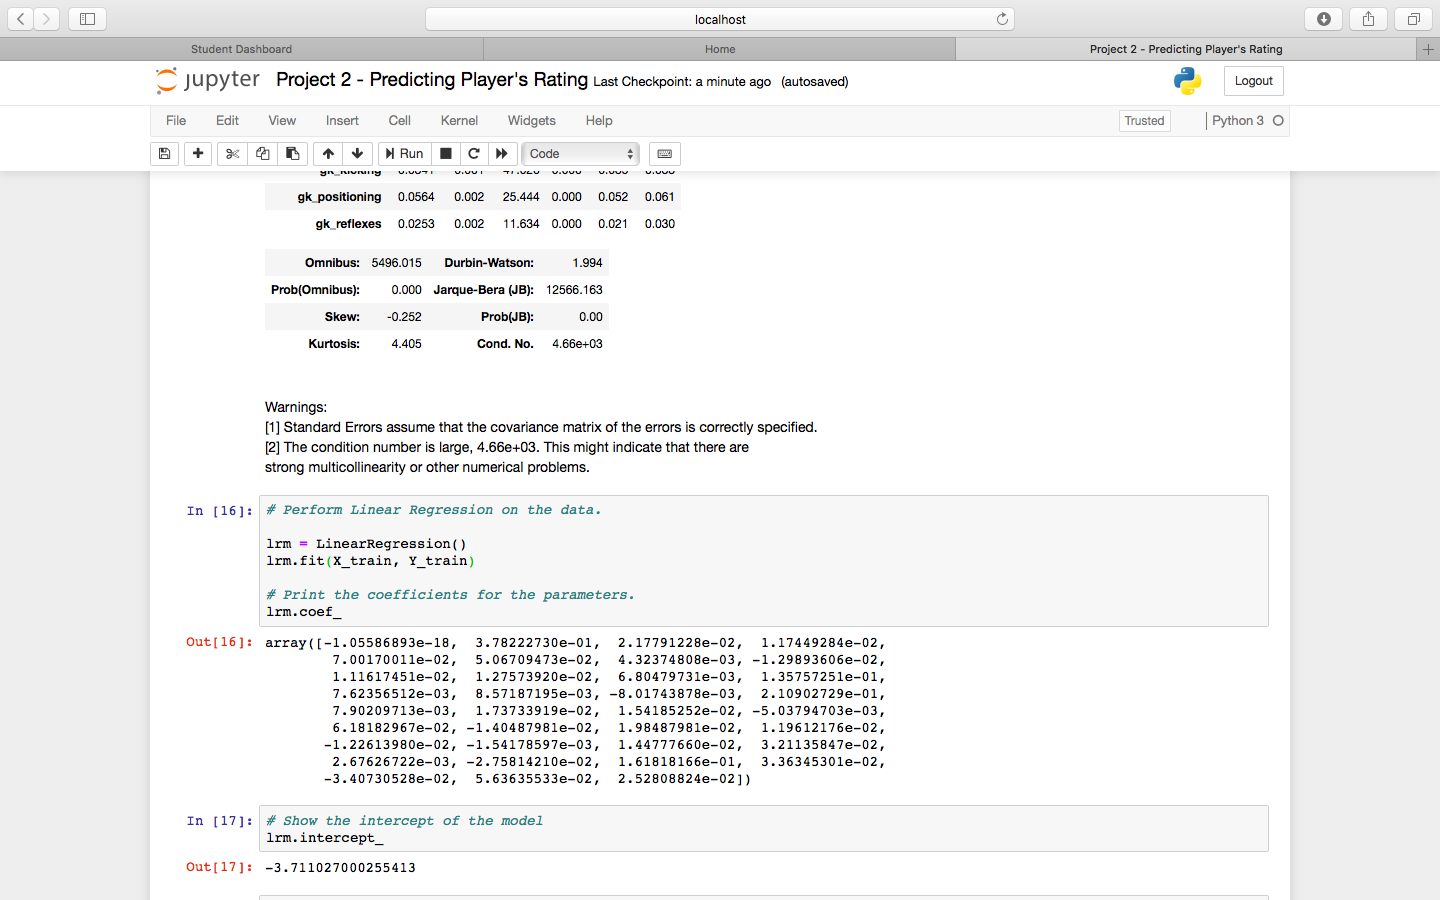 localhost
Student Dashboard Home Project 2 - Predicting Player's Rating
jupyter Project 2 - Predicting Player's Rating Last Checkpoint: a minute ago (autosaved) Logout
File Edit View Insert Cell Kernel Widgets Help Trusted Python 3
Run Code
gk_positioning 0.0564 0.002 25.444 0.000 0.052 0.061
gk_reflexes 0.0253 0.002 11.634 0.000 0.021 0.030
Omnibus: 5496.015 Durbin-Watson: 1.994
Prob(Omnibus): 0.000 Jarque-Bera (JB): 12566.163
Skew: -0.252 Prob(JB): 0.00
Kurtosis: 4.405 Cond. No. 4.66e+03
Warnings:
[1] Standard Errors assume that the covariance matrix of the errors is correctly specified.
[2] The condition number is large, 4.66e+03. This might indicate that there are
strong multicollinearity or other numerical problems.
In [16]: # Perform Linear Regression on the data.
lrm = LinearRegression()
lrm.fit(X_train, Y_train)
# Print the coefficients for the parameters.
lrm.coef_
Out[16]: array([-1.05586893e-18, 3.78222730e-01, 2.17791228e-02, 1.17449284e-02,
7.00170011e-02, 5.06709473e-02, 4.32374808e-03, -1.29893606e-02,
1.11617451e-02, 1.27573920e-02, 6.80479731e-03, 1.35757251e-01,
7.62356512e-03, 8.57187195e-03, -8.01743878e-03, 2.10902729e-01,
7.90209713e-03, 1.73733919e-02, 1.54185252e-02, -5.03794703e-03,
6.18182967e-02, -1.40487981e-02, 1.98487981e-02, 1.19612176e-02,
-1.22613980e-02, -1.54178597e-03, 1.44777660e-02, 3.21135847e-02,
2.67626722e-03, -2.75814210e-02, 1.61818166e-01, 3.36345301e-02,
-3.40730528e-02, 5.63635533e-02, 2.52808824e-02])
In [17]: # Show the intercept of the model
lrm.intercept_
Out[17]: -3.711027000255413